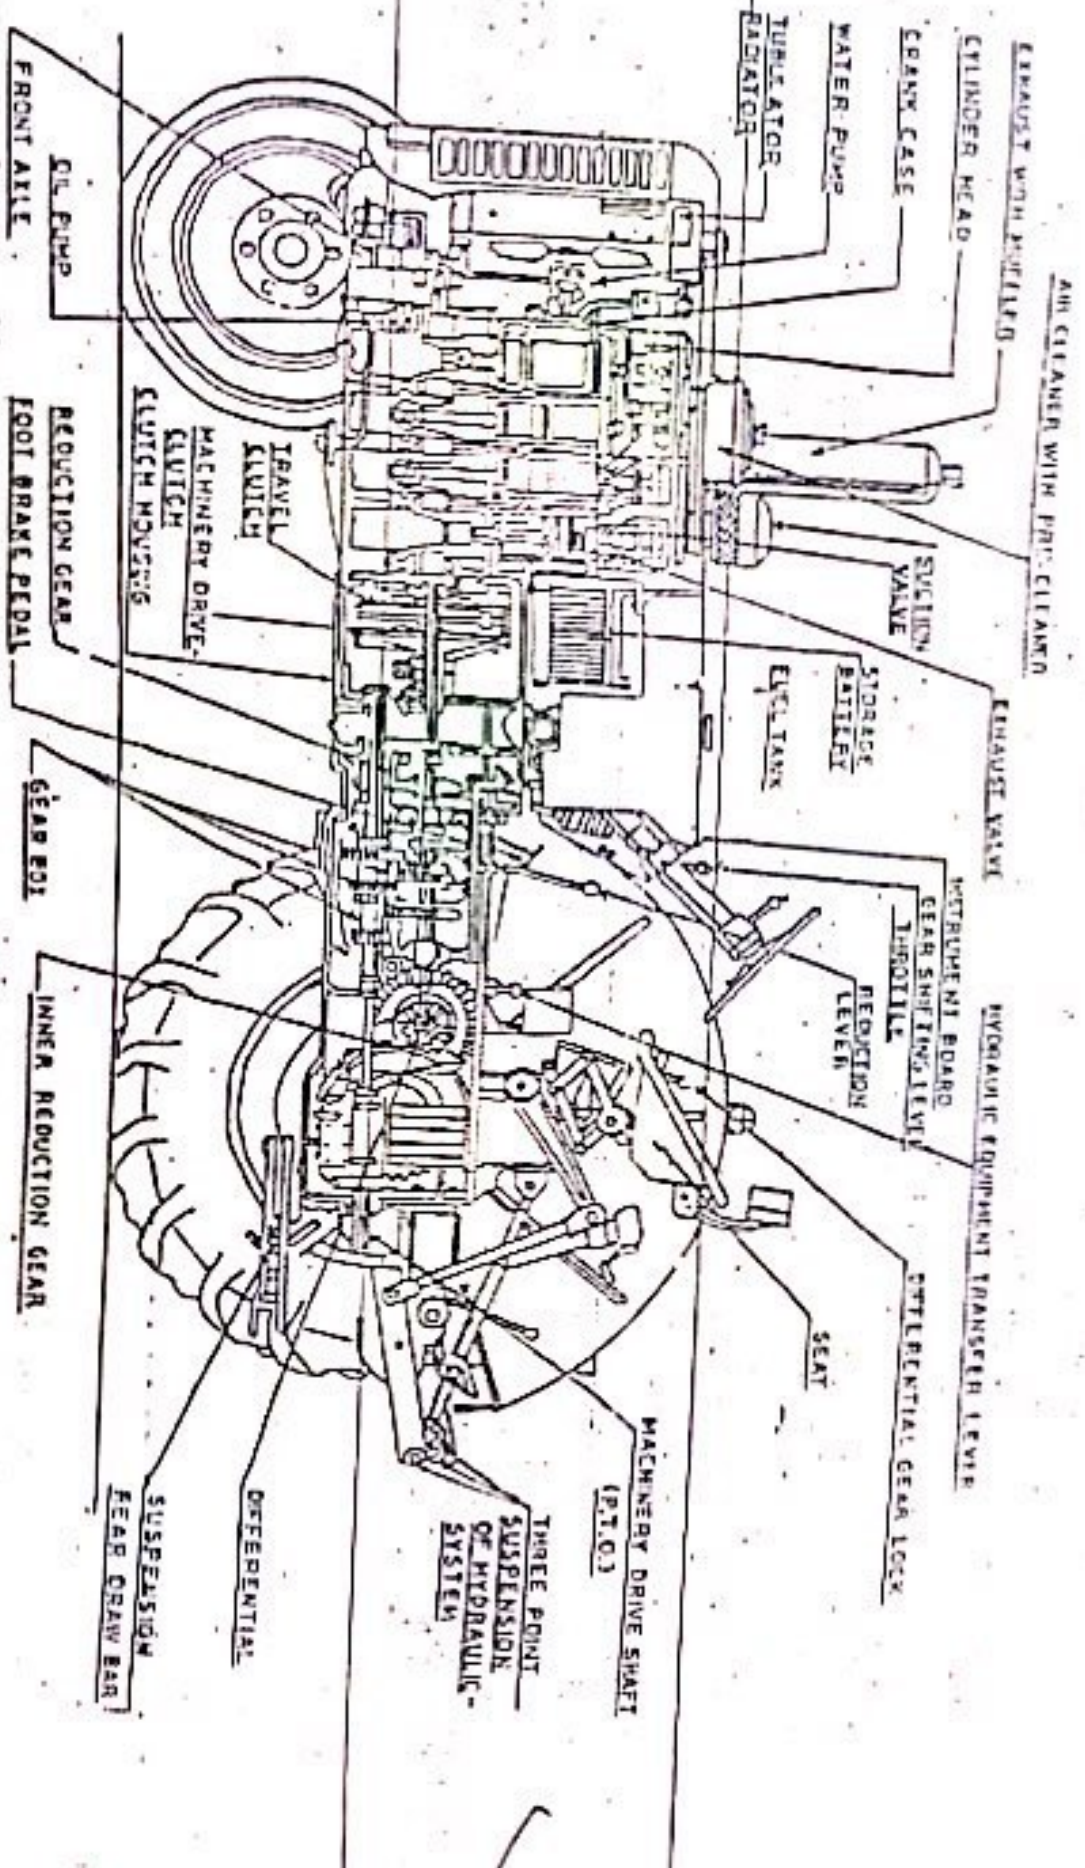 AIR CLEANER WITH PRE CLEANER
EXHAUST WITH MUFFLER
CYLINDER HEAD
CRANK CASE
WATER-PUMP
TUBULATOR
RADIATOR
SUCTION
VALVE
EXHAUST VALVE
STORAGE
BATTERY
FUEL TANK
INSTRUMENT BOARD
GEAR SHIFTING LEVER
THROTTLE
REDUCTION
LEVER
HYDRAULIC EQUIPMENT TRANSFER LEVER
DIFFERENTIAL GEAR LOCK
SEAT
MACHINERY DRIVE SHAFT
(P.T.O.)
THREE POINT
SUSPENSION
OF HYDRAULIC-
SYSTEM
DIFFERENTIAL
SUSPENSION
REAR DRAW BAR)
TRAVEL
CLUTCH
MACHINERY DRIVE-
CLUTCH
CLUTCH HOUSING
REDUCTION GEAR
FOOT BRAKE PEDAL
GEAR BOX
INNER REDUCTION GEAR
OIL PUMP
FRONT AXLE